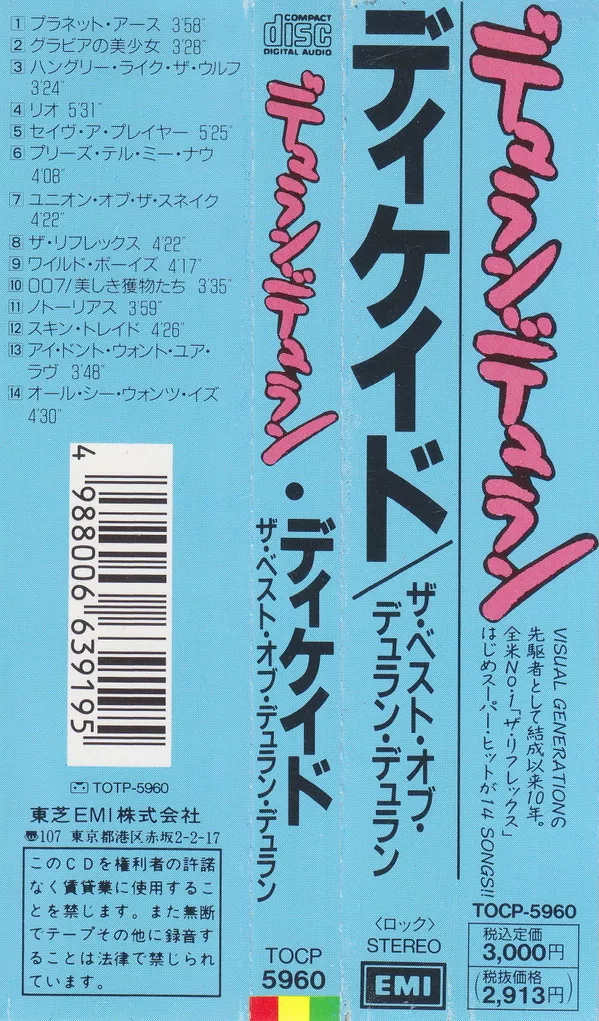 1 プラネット・アース 3'58"
2 グラビアの美少女 3'28"
3 ハングリー・ライク・ザ・ウルフ
3'24"
4 リオ 5'31"
5 セイヴ・ア・プレイヤー 5'25"
6 プリーズ・テル・ミー・ナウ
4'08"
7 ユニオン・オブ・ザ・スネイク
4'22"
8 ザ・リフレックス 4'22"
9 ワイルド・ボーイズ 4'17"
10 007/美しき獲物たち 3'35"
11 ノトーリアス 3'59"
12 スキン・トレイド 4'26"
13 アイ・ドント・ウォント・ユア・
ラヴ 3'48"
14 オール・シー・ウォンツ・イズ
4'30"
4 988006 639195
TOTP-5960
東芝EMI株式会社
〒107 東京都港区赤坂2-2-17
このCDを権利者の許諾
なく賃貸業に使用するこ
とを禁じます。また無断
でテープその他に録音す
ることは法律で禁じられ
ています。
COMPACT
disc
DIGITAL AUDIO
デュラン・デュラン
・ディケイド
ザ・ベスト・オブ・デュラン・デュラン
TOCP
5960
ディケイド/
ザ・ベスト・オブ・
デュラン・デュラン
〈ロック〉
STEREO
EMI
デュラン・デュラン
VISUAL GENERATIONG
先駆者として結成以来10年。
全米No.1「ザ・リフレックス」
はじめスーパー・ヒットが14 SONGS!!
TOCP-5960
税込定価
3,000円
(税抜価格
2,913円)